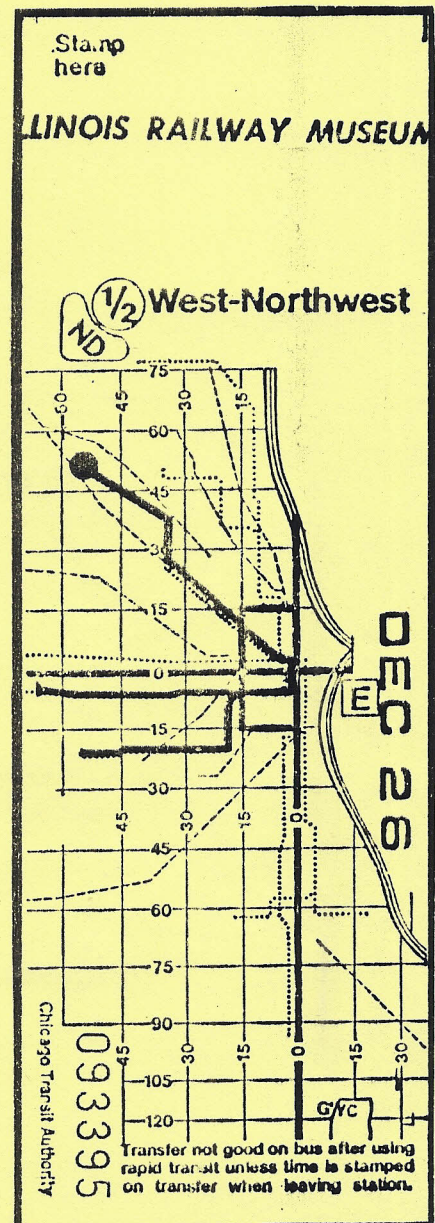 Stamp
here
ILLINOIS RAILWAY MUSEUM
1/2 West-Northwest
ND
75
60 45 30 15
60
45
30
15
0
15
E
DEC 26
30
45 30 15 0
45
60
75
90
45 30 15 0 15 30
105
120
Chicago Transit Authority
093395
Transfer not good on bus after using
rapid transit unless time is stamped
on transfer when leaving station.